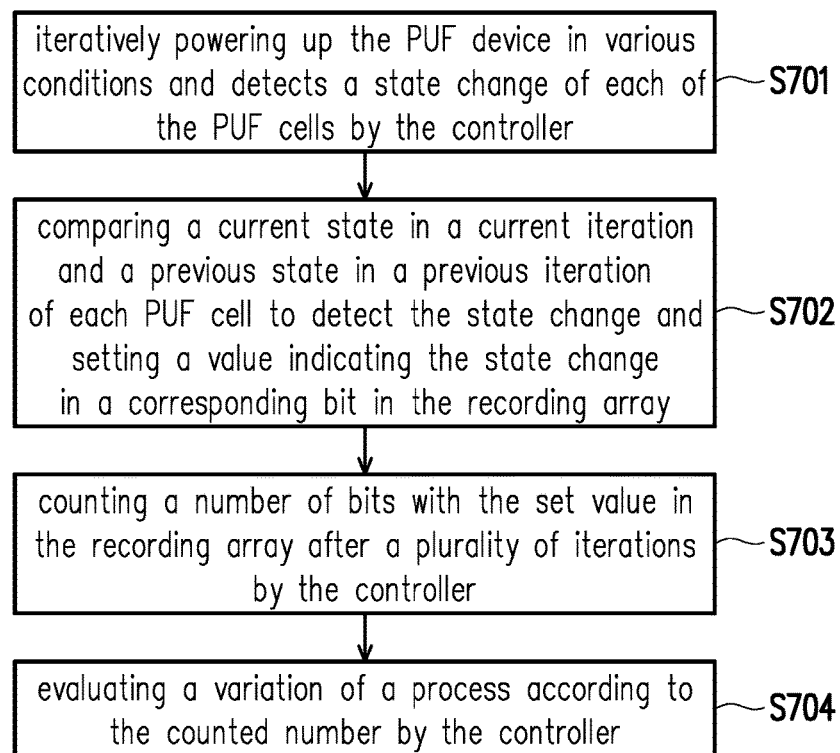 iteratively powering up the PUF device in various
conditions and detects a state change of each of
the PUF cells by the controller
S701
comparing a current state in a current iteration
and a previous state in a previous iteration
of each PUF cell to detect the state change and
setting a value indicating the state change
in a corresponding bit in the recording array
S702
counting a number of bits with the set value in
the recording array after a plurality of iterations
by the controller
S703
evaluating a variation of a process according to
the counted number by the controller
S704